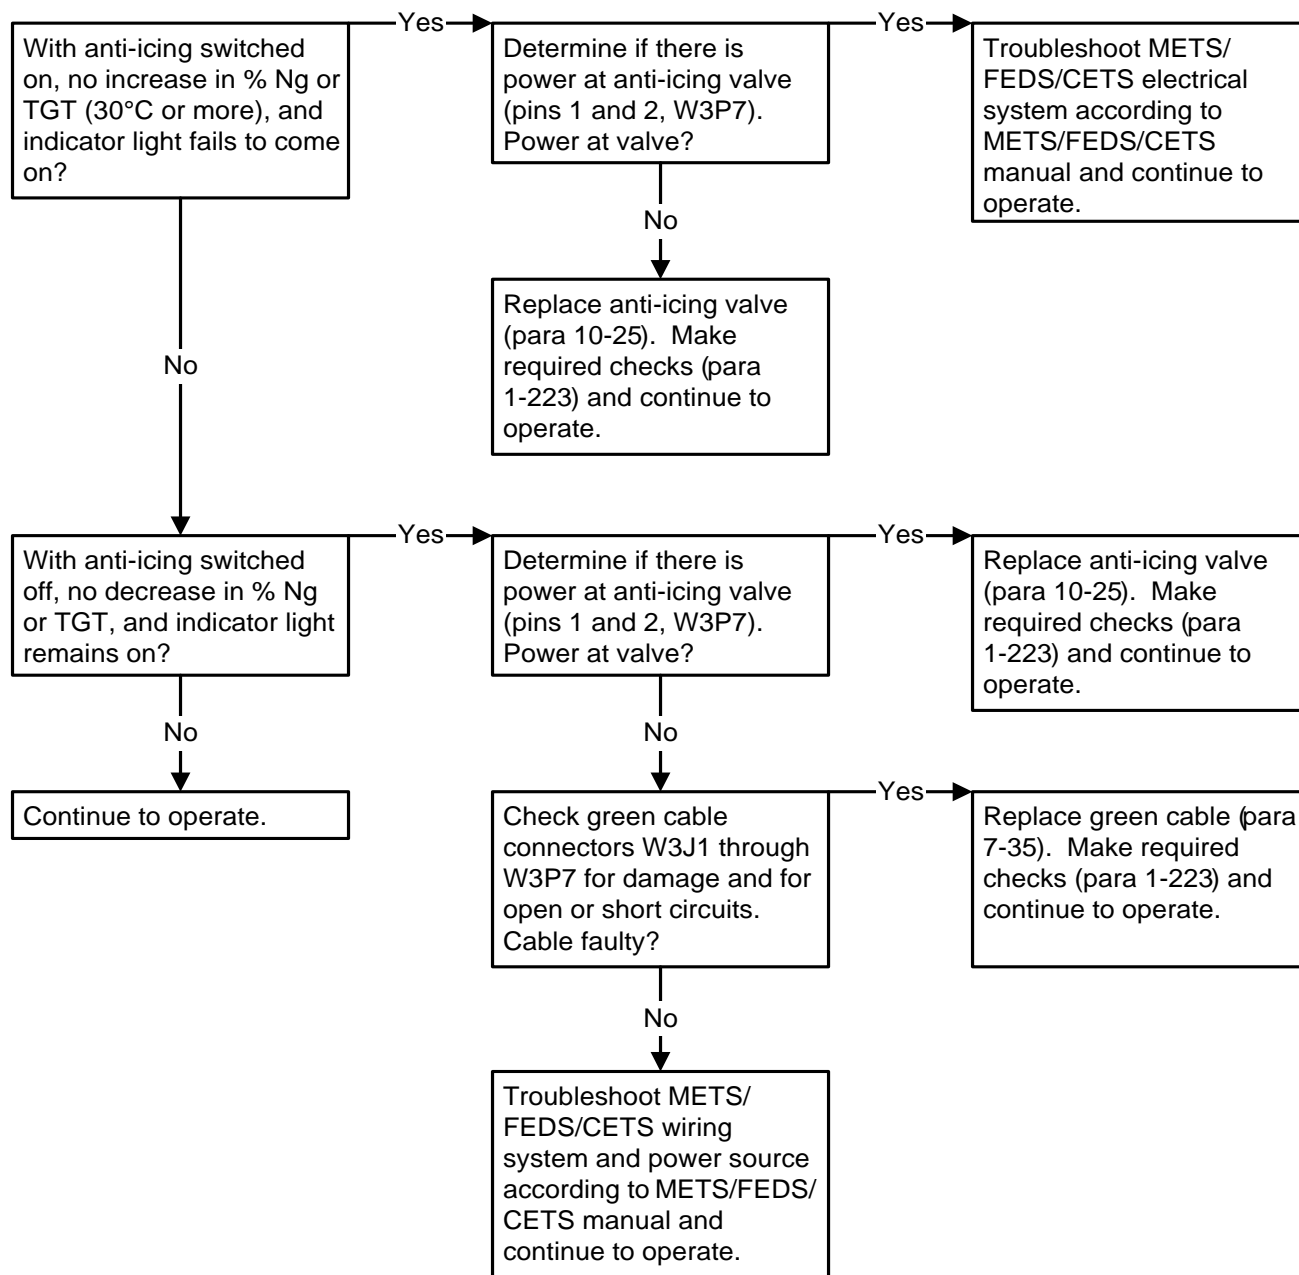 With anti-icing switched
on, no increase in % Ng or
TGT (30°C or more), and
indicator light fails to come
on?
Yes
Determine if there is
power at anti-icing valve
(pins 1 and 2, W3P7).
Power at valve?
Yes
Troubleshoot METS/
FEDS/CETS electrical
system according to
METS/FEDS/CETS
manual and continue to
operate.
No
Replace anti-icing valve
(para 10-25).  Make
required checks (para
1-223) and continue to
operate.
No
With anti-icing switched
off, no decrease in % Ng
or TGT, and indicator light
remains on?
Yes
Determine if there is
power at anti-icing valve
(pins 1 and 2, W3P7).
Power at valve?
Yes
Replace anti-icing valve
(para 10-25).  Make
required checks (para
1-223) and continue to
operate.
No
Continue to operate.
No
Check green cable
connectors W3J1 through
W3P7 for damage and for
open or short circuits.
Cable faulty?
Yes
Replace green cable (para
7-35).  Make required
checks (para 1-223) and
continue to operate.
No
Troubleshoot METS/
FEDS/CETS wiring
system and power source
according to METS/FEDS/
CETS manual and
continue to operate.